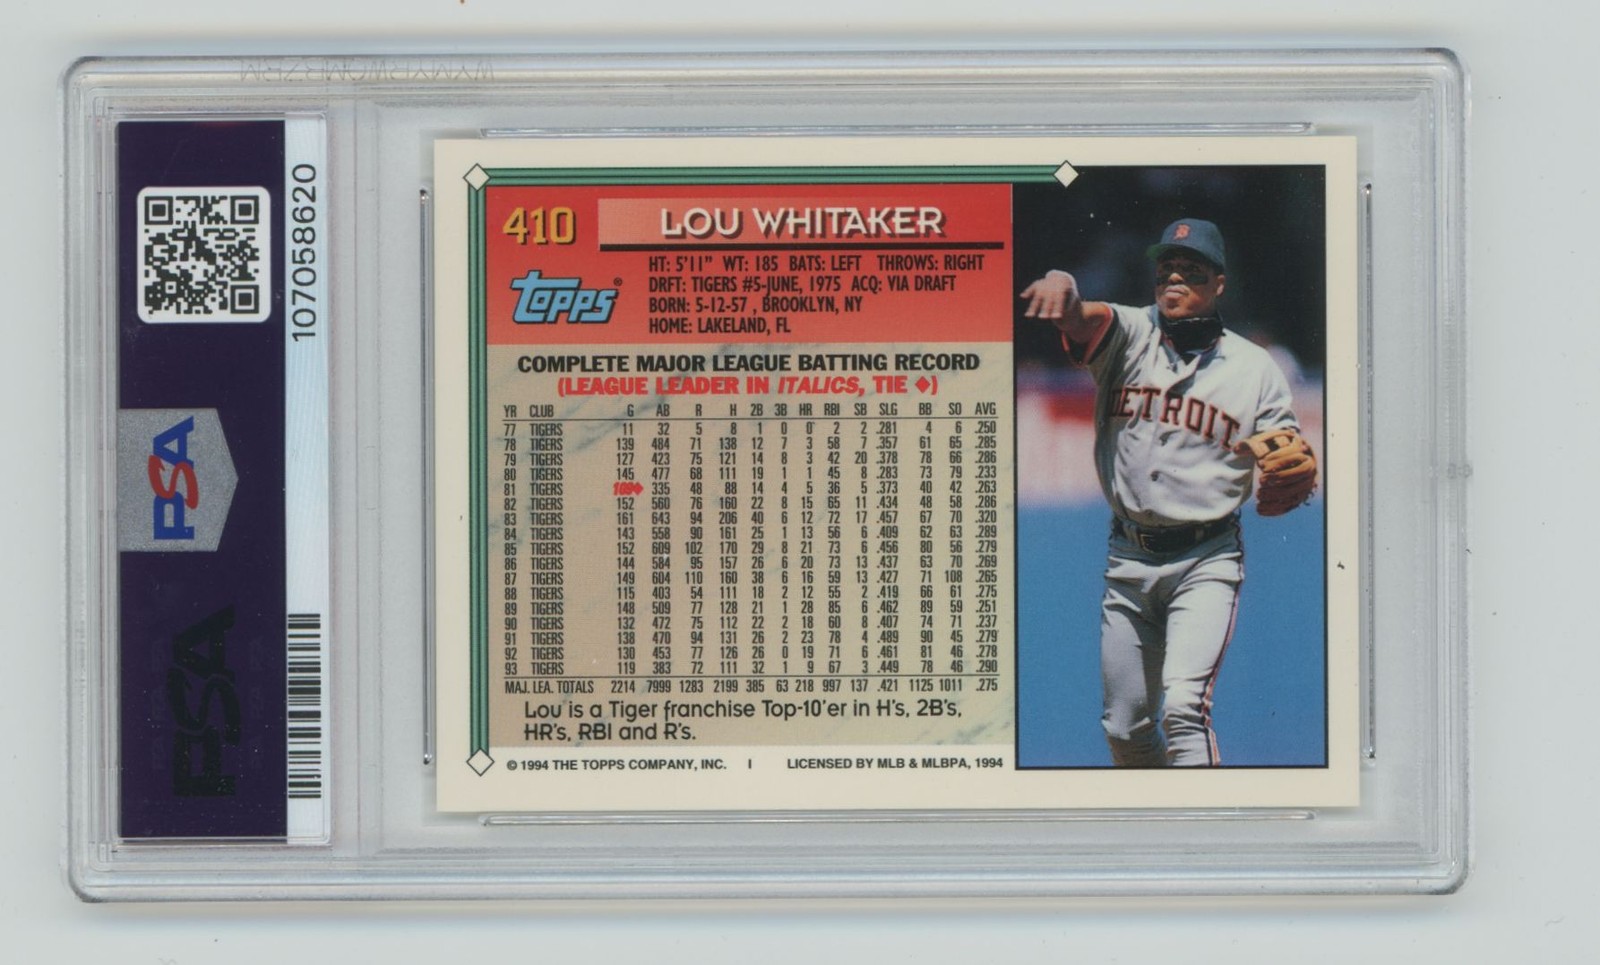 107058620
PSA
PSA
410
LOU WHITAKER
Topps®
HT: 5'11" WT: 185 BATS: LEFT THROWS: RIGHT
DRFT: TIGERS #5-JUNE, 1975 ACQ: VIA DRAFT
BORN: 5-12-57 , BROOKLYN, NY
HOME: LAKELAND, FL
COMPLETE MAJOR LEAGUE BATTING RECORD
(LEAGUE LEADER IN ITALICS, TIE ◆)
YR CLUB G AB R H 2B 3B HR RBI SB SLG BB SO AVG
77 TIGERS 11 32 5 8 1 0 0 2 2 .281 4 6 .250
78 TIGERS 139 484 71 138 12 7 3 58 7 .357 61 65 .285
79 TIGERS 127 423 75 121 14 8 3 42 20 .378 78 66 .286
80 TIGERS 145 477 68 111 19 1 1 45 8 .283 73 79 .233
81 TIGERS 109◆ 335 48 88 14 4 5 36 5 .373 40 42 .263
82 TIGERS 152 560 76 160 22 8 15 65 11 .434 48 58 .286
83 TIGERS 161 643 94 206 40 6 12 72 17 .457 67 70 .320
84 TIGERS 143 558 90 161 25 1 13 56 6 .409 62 63 .289
85 TIGERS 152 609 102 170 29 8 21 73 6 .456 80 56 .279
86 TIGERS 144 584 95 157 26 6 20 73 13 .437 63 70 .269
87 TIGERS 149 604 110 160 38 6 16 59 13 .427 71 108 .265
88 TIGERS 115 403 54 111 18 2 12 55 2 .419 66 61 .275
89 TIGERS 148 509 77 128 21 1 28 85 6 .462 89 59 .251
90 TIGERS 132 472 75 112 22 2 18 60 8 .407 74 71 .237
91 TIGERS 138 470 94 131 26 2 23 78 4 .489 90 45 .279
92 TIGERS 130 453 77 126 26 0 19 71 6 .461 81 46 .278
93 TIGERS 119 383 72 111 32 1 9 67 3 .449 78 46 .290
MAJ. LEA. TOTALS 2214 7999 1283 2199 385 63 218 997 137 .421 1125 1011 .275
Lou is a Tiger franchise Top-10'er in H's, 2B's,
HR's, RBI and R's.
© 1994 THE TOPPS COMPANY, INC. I LICENSED BY MLB & MLBPA, 1994
DETROIT